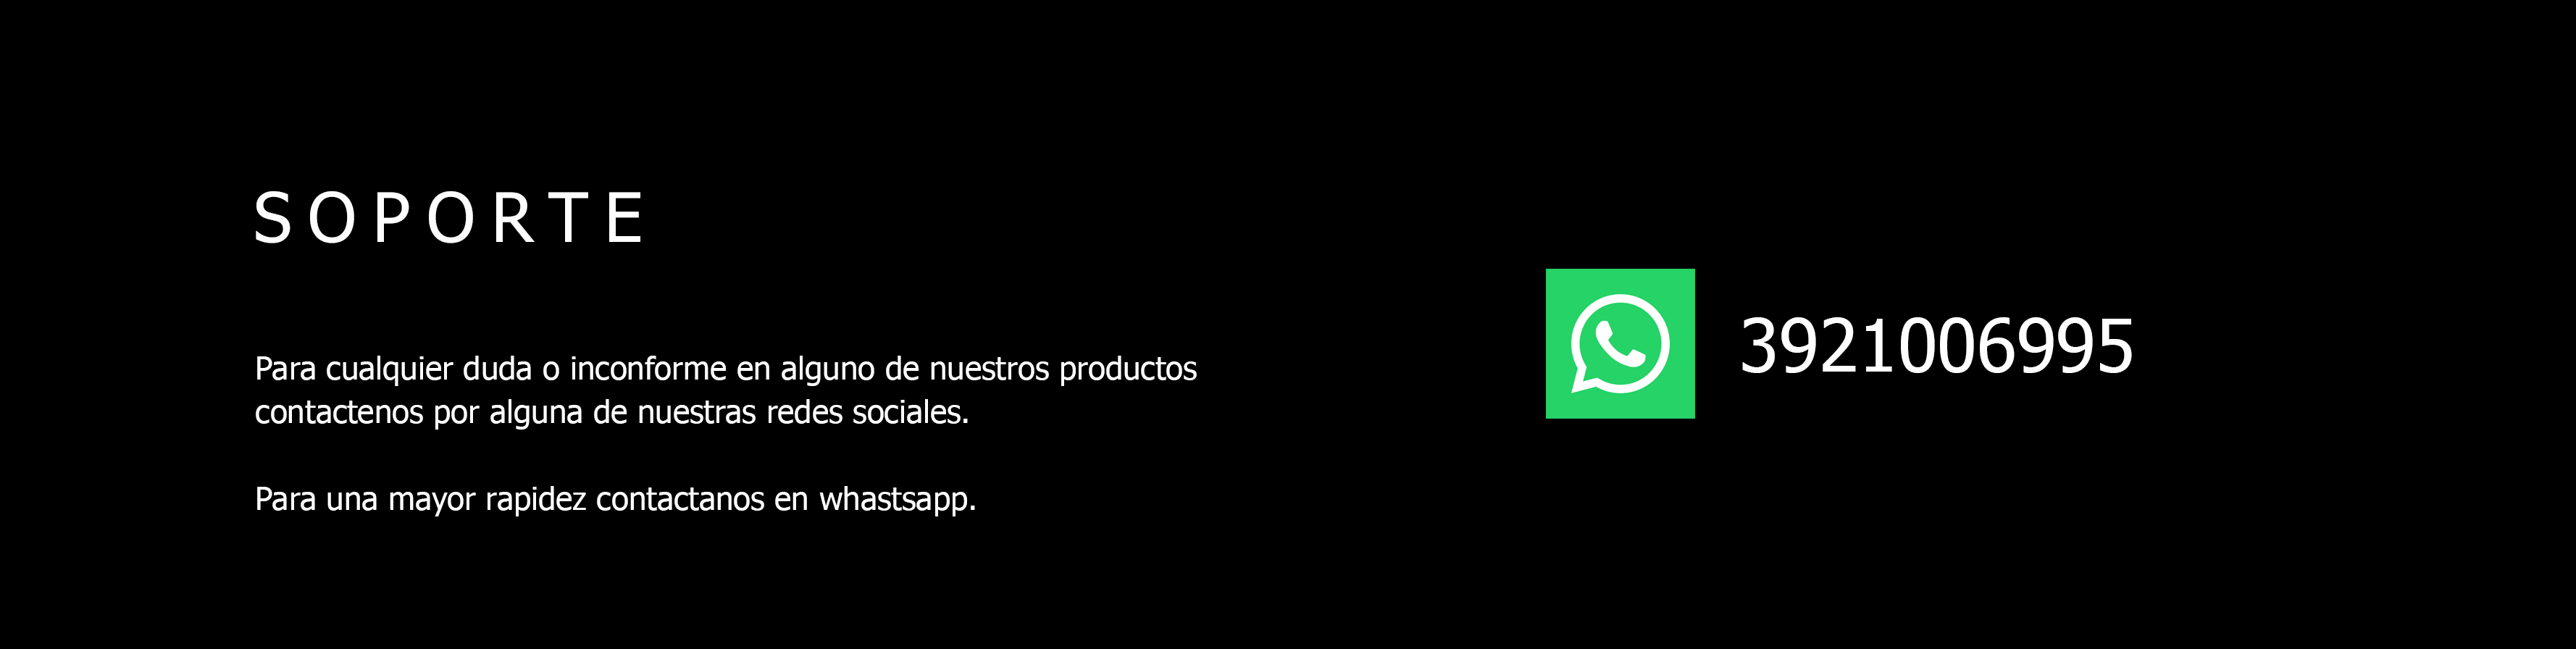 SOPORTE
Para cualquier duda o inconforme en alguno de nuestros productos
contactenos por alguna de nuestras redes sociales.
Para una mayor rapidez contactanos en whastsapp.
3921006995